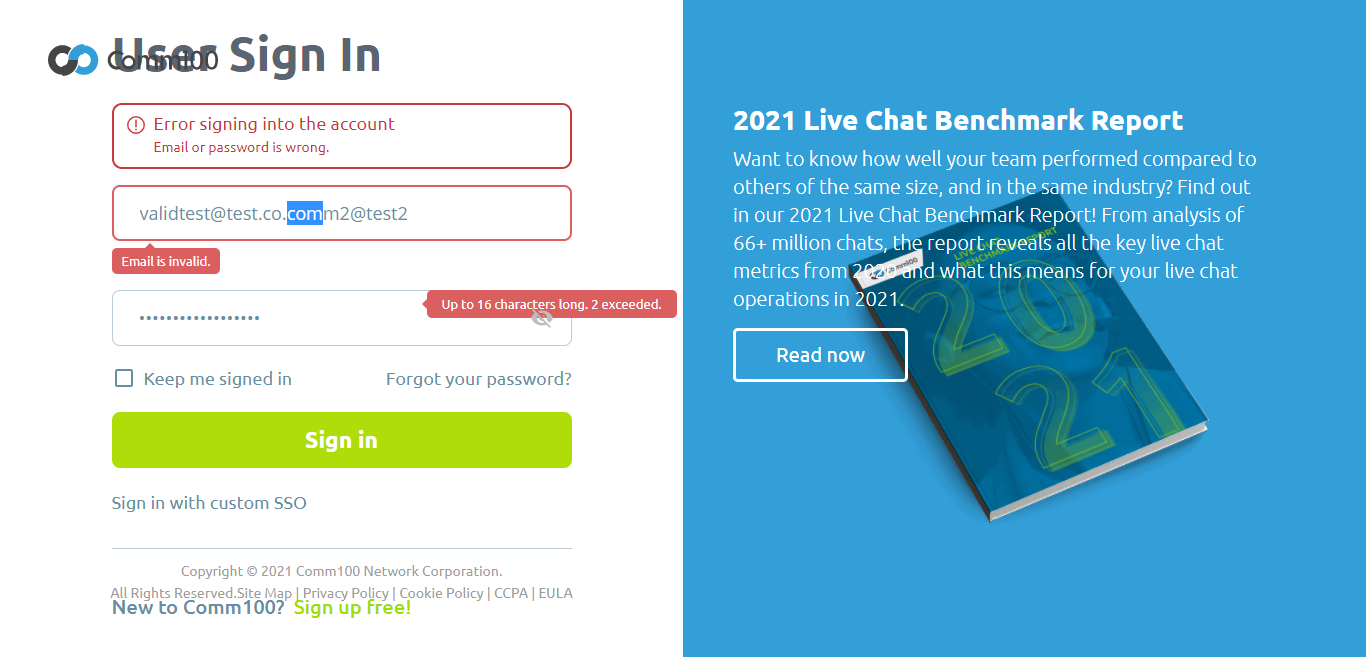 Comm100
User Sign In
Error signing into the account
Email or password is wrong.
validtest@test.co.comm2@test2
Email is invalid.
Up to 16 characters long. 2 exceeded.
••••••••••••••••••
Keep me signed in
Forgot your password?
Sign in
Sign in with custom SSO
Copyright © 2021 Comm100 Network Corporation.
All Rights Reserved.Site Map | Privacy Policy | Cookie Policy | CCPA | EULA
New to Comm100? Sign up free!
2021 Live Chat Benchmark Report
Want to know how well your team performed compared to
others of the same size, and in the same industry? Find out
in our 2021 Live Chat Benchmark Report! From analysis of
66+ million chats, the report reveals all the key live chat
metrics from 2020 and what this means for your live chat
operations in 2021.
Read now
Comm100
LIVE CHAT
BENCHMARK REPORT
20
21